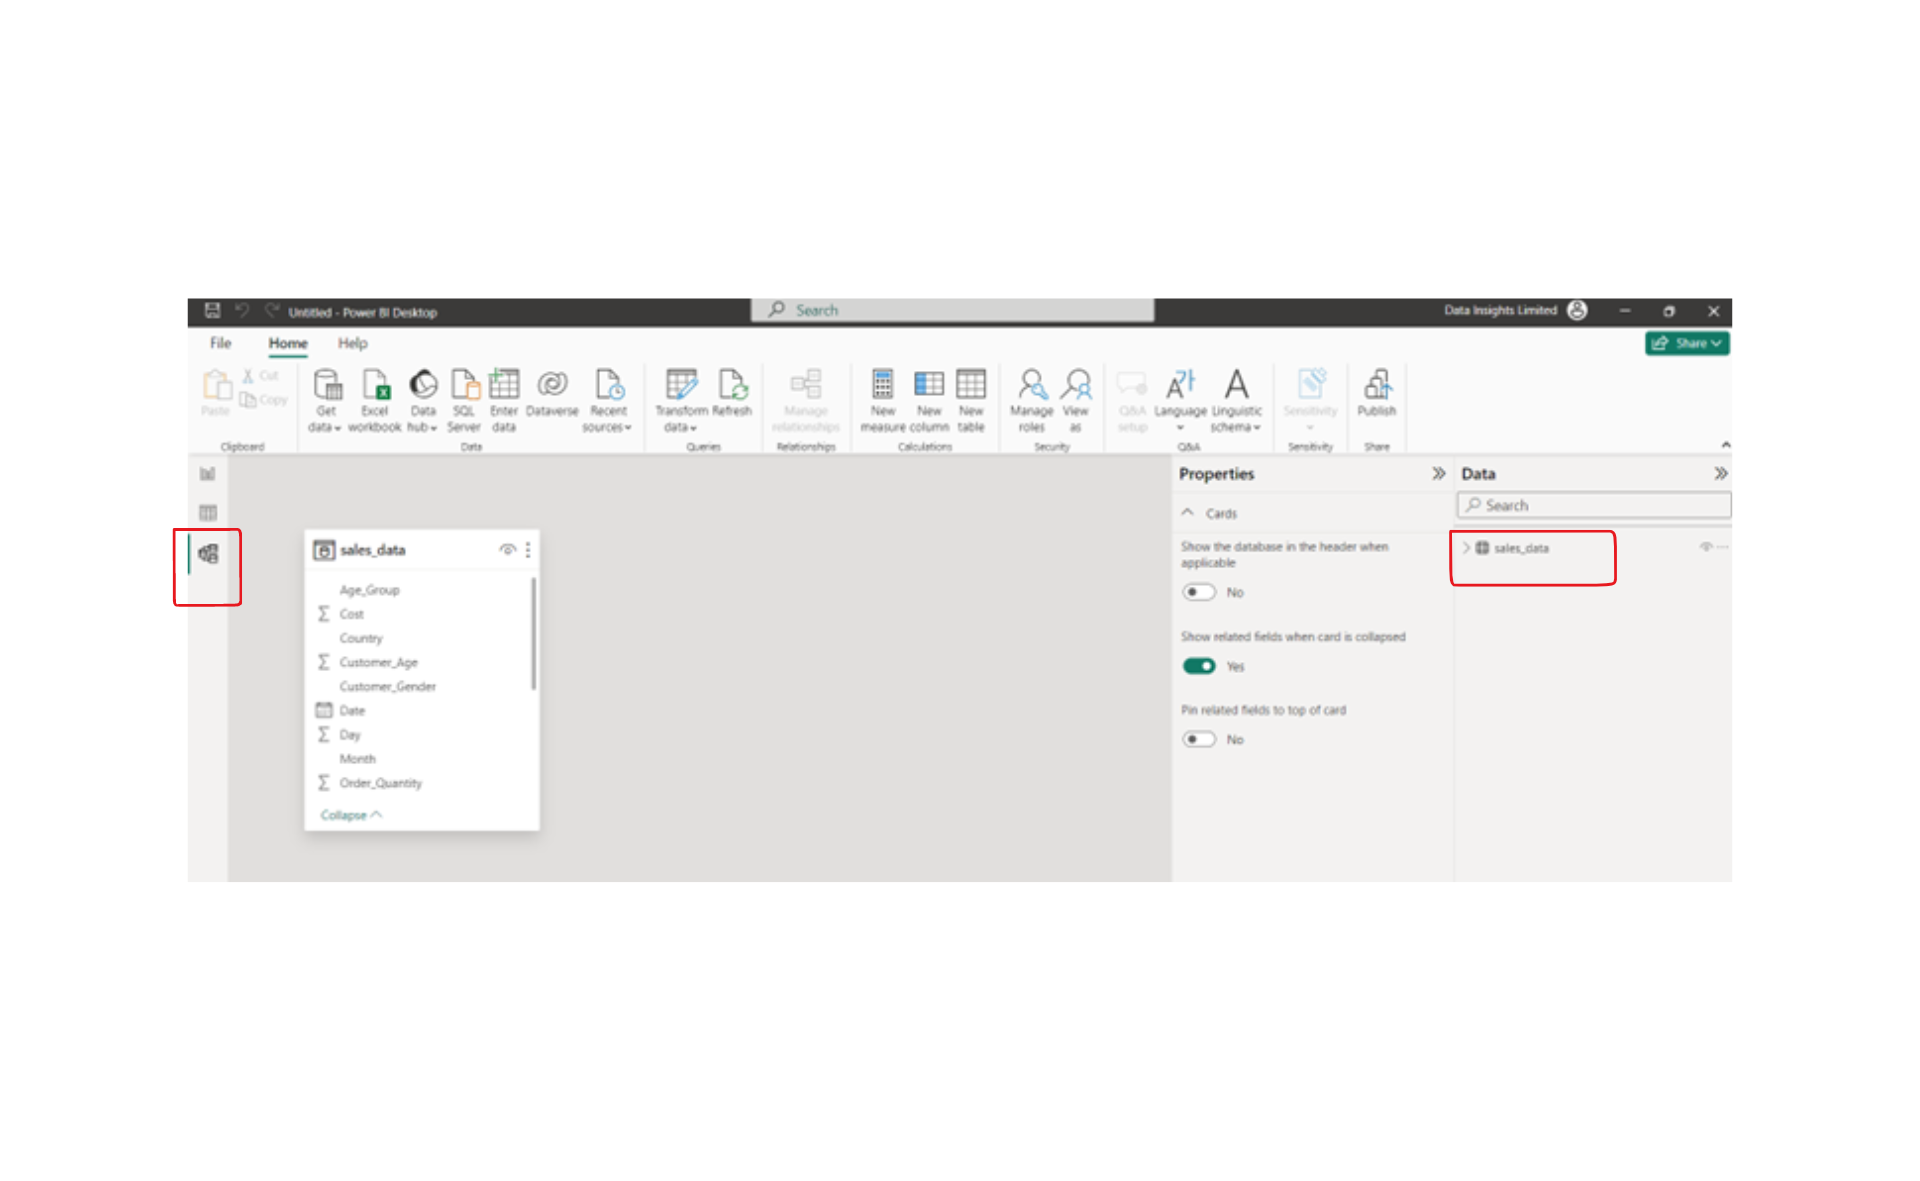 Untitled - Power BI Desktop
Search
Data Insights Limited
File Home Help
Share
Paste
Cut
Copy
Clipboard
Get data
Excel workbook
Data hub
SQL Server
Enter data
Dataverse
Recent sources
Data
Transform data
Refresh
Queries
Manage relationships
Relationships
New measure
New column
New table
Calculations
Manage roles
View as
Security
Q&A setup
Language
Linguistic schema
Q&A
Sensitivity
Sensitivity
Publish
Share
sales_data
Age_Group
Cost
Country
Customer_Age
Customer_Gender
Date
Day
Month
Order_Quantity
Collapse
Properties
Cards
Show the database in the header when
applicable
No
Show related fields when card is collapsed
Yes
Pin related fields to top of card
No
Data
Search
sales_data